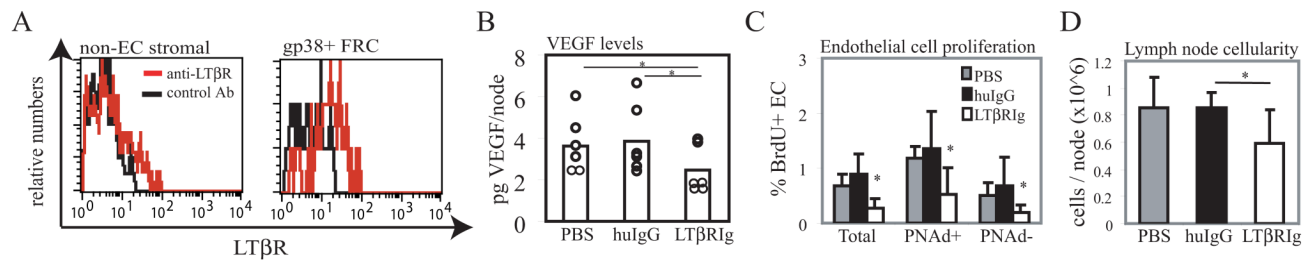 A
non-EC stromal
gp38+ FRC
anti-LTβR
control Ab
relative numbers
10^0 10^1 10^2 10^3 10^4
10^0 10^1 10^2 10^3 10^4
LTβR
B
VEGF levels
pg VEGF/node
8
6
4
2
0
*
*
PBS huIgG LTβRIg
C
Endothelial cell proliferation
% BrdU+ EC
3
2
1
0
PBS
huIgG
LTβRIg
*
*
*
Total PNAd+ PNAd-
D
Lymph node cellularity
cells / node (x10^6)
1.2
1
0.8
0.6
0.4
0.2
0
*
PBS huIgG LTβRIg